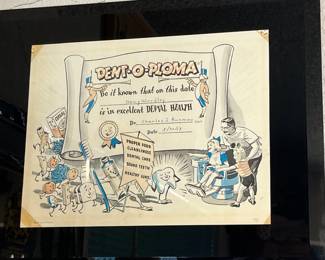 DENT-O-PLOMA
Be it known that on this date
is in excellent DENTAL HEALTH
Dr. Charles J.
Date
PROPER FOOD
CLEANLINESS
DENTAL CARE
SOUND TEETH
HEALTHY GUMS